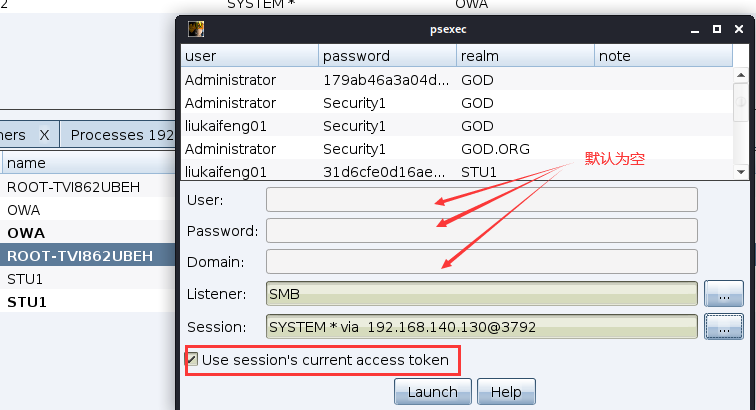 2 SYSTEM * OWA
psexec
user password realm note
Administrator 179ab46a3a04d... GOD
Administrator Security1 GOD
liukaifeng01 Security1 GOD
Administrator Security1 GOD.ORG
liukaifeng01 31d6cfe0d16ae... STU1
ners X Processes 192
name
ROOT-TVI862UBEH
OWA
OWA
ROOT-TVI862UBEH
STU1
STU1
默认为空
User:
Password:
Domain:
Listener: SMB ...
Session: SYSTEM * via 192.168.140.130@3792 ...
Use session's current access token
Launch Help